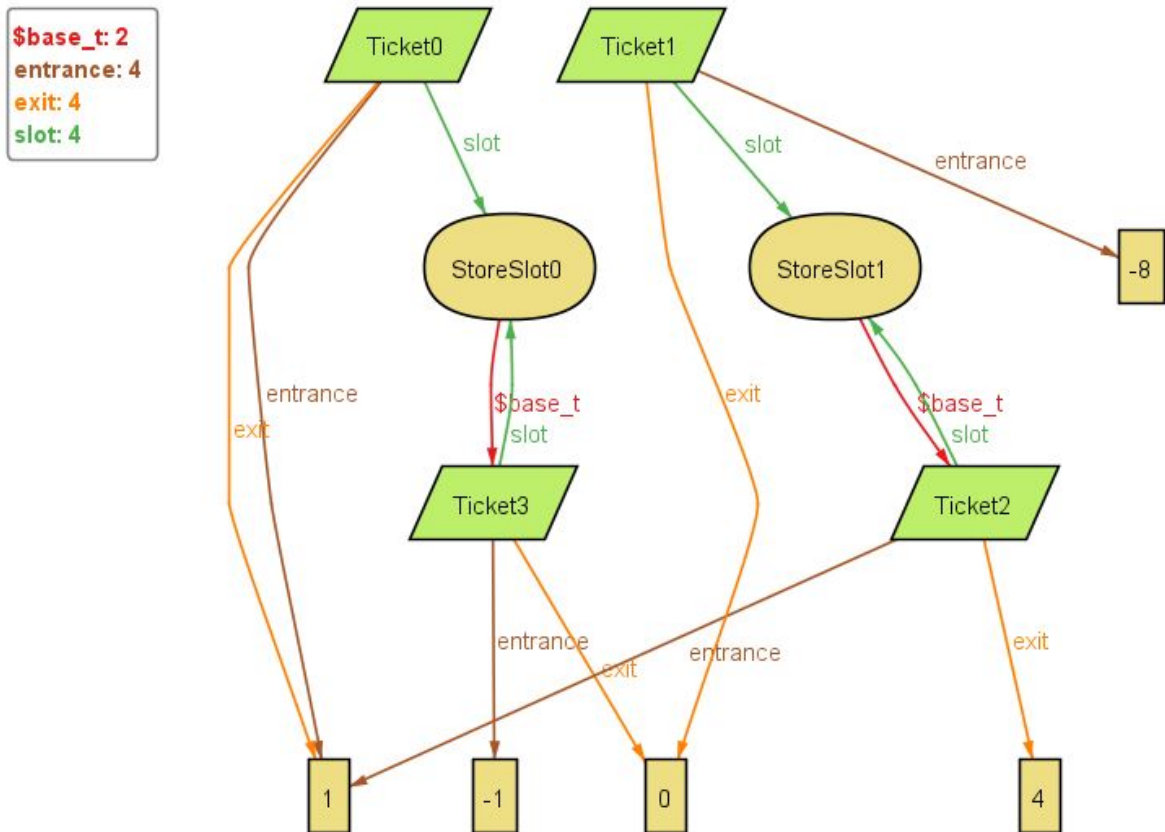 $base_t: 2
entrance: 4
exit: 4
slot: 4
Ticket0
Ticket1
slot
slot
entrance
StoreSlot0
StoreSlot1
-8
entrance
exit
exit
$base_t
slot
$base_t
slot
Ticket3
Ticket2
entrance
exit
entrance
exit
1
-1
0
4